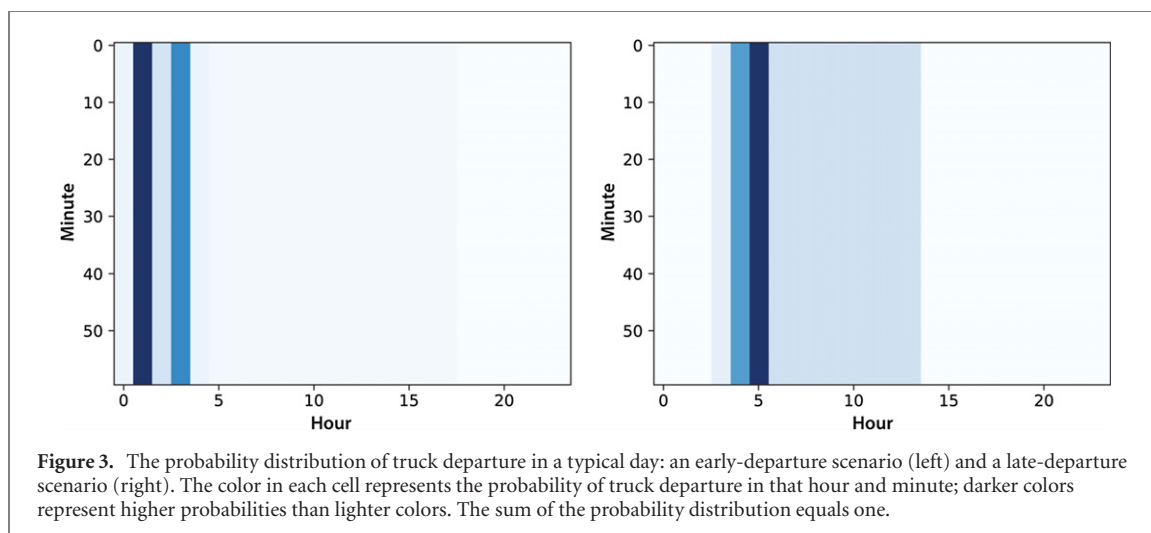 0
10
20
30
40
50
Minute
0 5 10 15 20
Hour
0
10
20
30
40
50
Minute
0 5 10 15 20
Hour
Figure 3. The probability distribution of truck departure in a typical day: an early-departure scenario (left) and a late-departure
scenario (right). The color in each cell represents the probability of truck departure in that hour and minute; darker colors
represent higher probabilities than lighter colors. The sum of the probability distribution equals one.